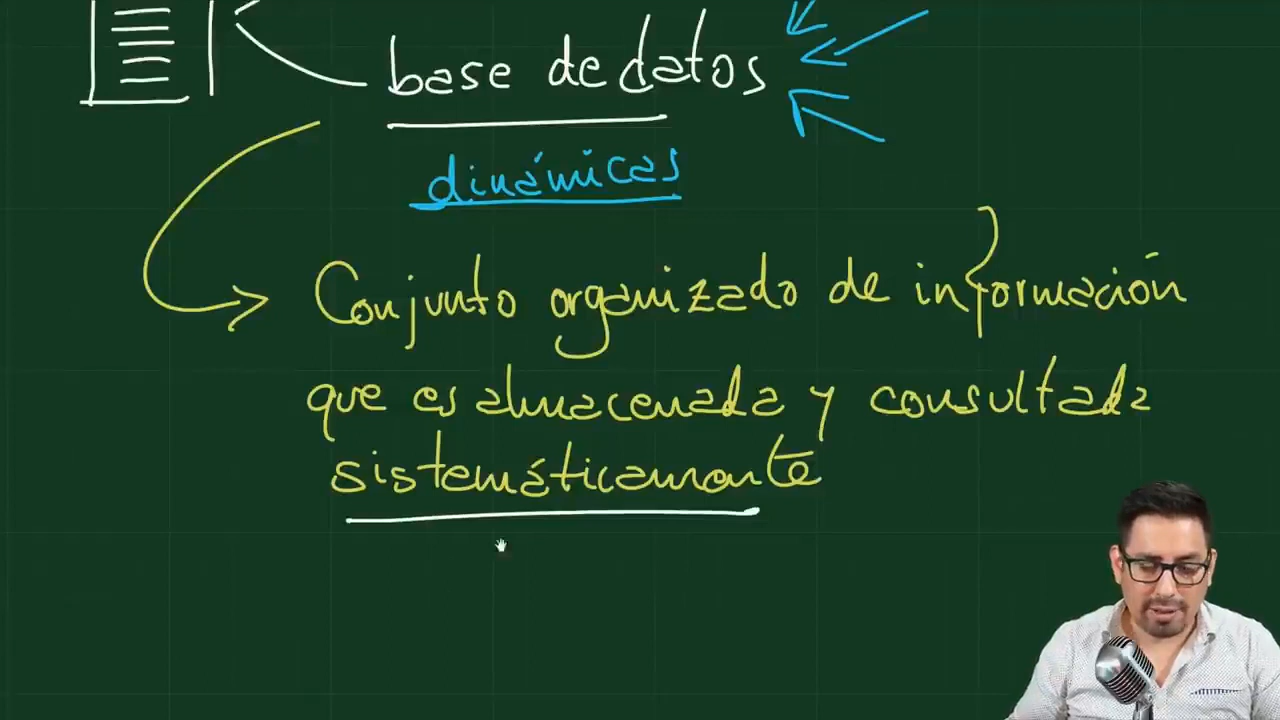 base de datos
dinámicas
Conjunto organizado de información
que es almacenada y consultada
sistemáticamente